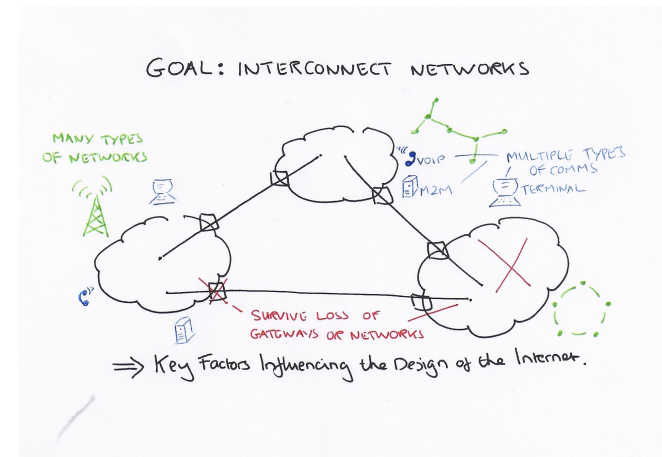 GOAL: INTERCONNECT NETWORKS
MANY TYPES
OF NETWORKS
VOIP
M2M
MULTIPLE TYPES
OF COMMS
TERMINAL
SURVIVE LOSS OF
GATEWAYS OR NETWORKS
⇒ Key Factors Influencing the Design of the Internet.